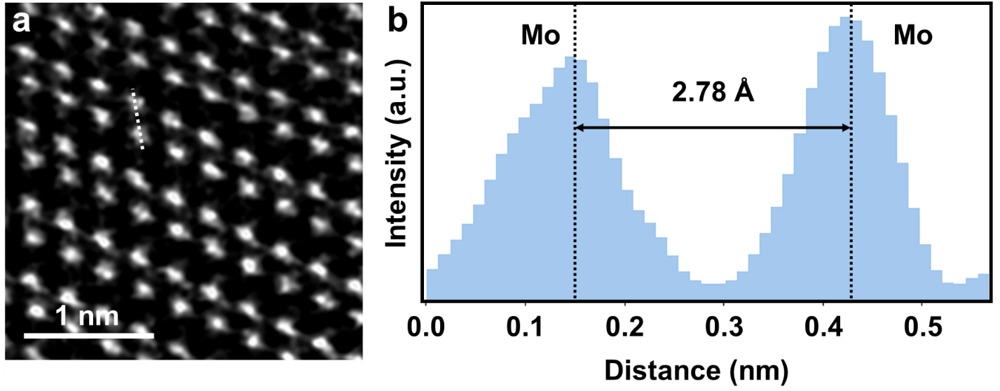 a
1 nm
b
Mo
Mo
2.78 Å
Intensity (a.u.)
0.0 0.1 0.2 0.3 0.4 0.5
Distance (nm)